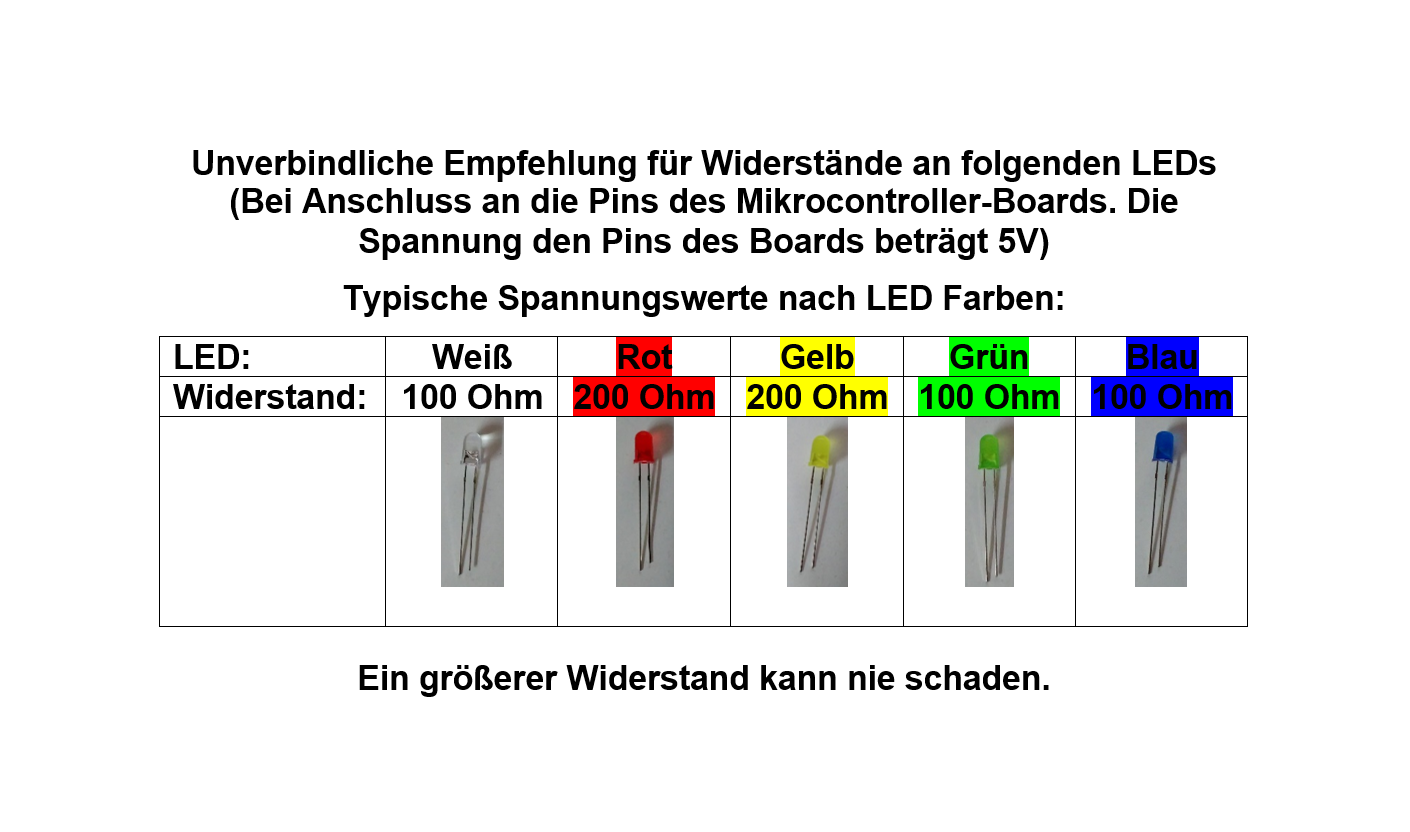 Unverbindliche Empfehlung für Widerstände an folgenden LEDs
(Bei Anschluss an die Pins des Mikrocontroller-Boards. Die
Spannung den Pins des Boards beträgt 5V)
Typische Spannungswerte nach LED Farben:
LED: Weiß Rot Gelb Grün Blau
Widerstand: 100 Ohm 200 Ohm 200 Ohm 100 Ohm 100 Ohm
Ein größerer Widerstand kann nie schaden.